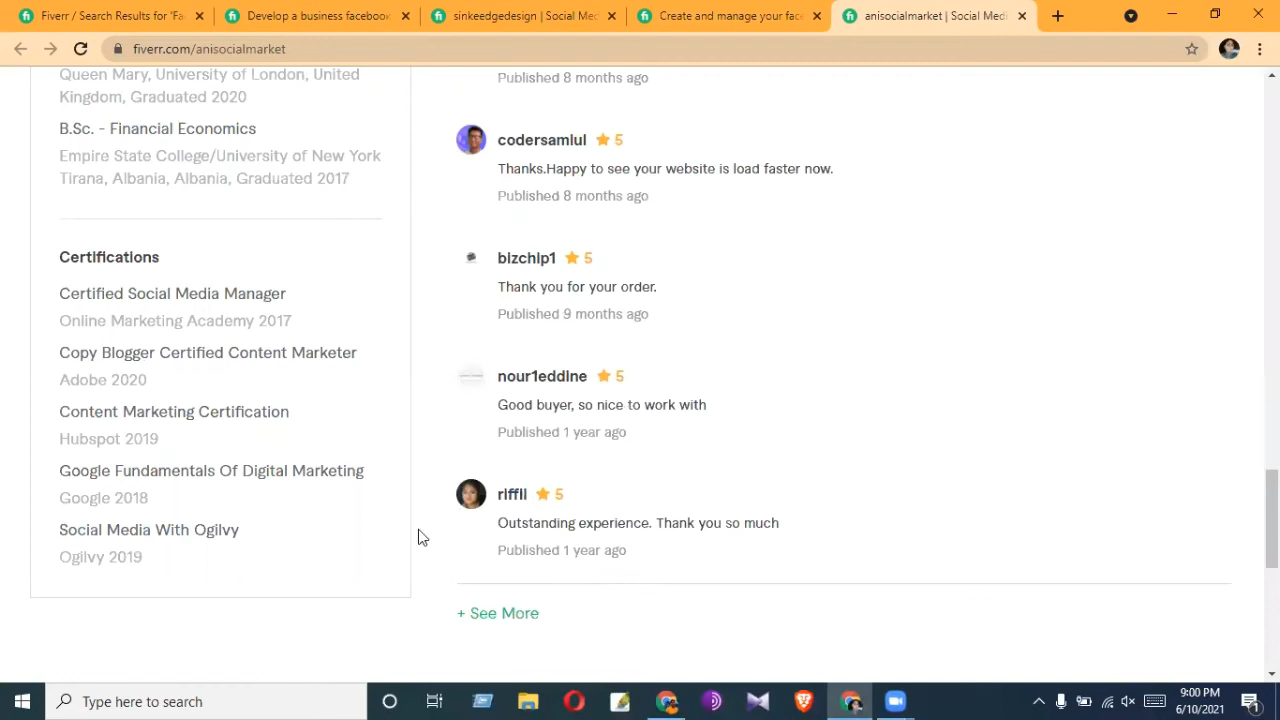 Fiverr / Search Results for 'Fa
Develop a business facebook
sinkeedgedesign | Social Med
Create and manage your face
anisocialmarket | Social Medi
fiverr.com/anisocialmarket
Queen Mary, University of London, United
Kingdom, Graduated 2020
B.Sc. - Financial Economics
Empire State College/University of New York
Tirana, Albania, Albania, Graduated 2017
Certifications
Certified Social Media Manager
Online Marketing Academy 2017
Copy Blogger Certified Content Marketer
Adobe 2020
Content Marketing Certification
Hubspot 2019
Google Fundamentals Of Digital Marketing
Google 2018
Social Media With Ogilvy
Ogilvy 2019
Published 8 months ago
codersamiul 5
Thanks.Happy to see your website is load faster now.
Published 8 months ago
bizchip1 5
Thank you for your order.
Published 9 months ago
nour1eddine 5
Good buyer, so nice to work with
Published 1 year ago
riffii 5
Outstanding experience. Thank you so much
Published 1 year ago
+ See More
Type here to search
9:00 PM
6/10/2021
1